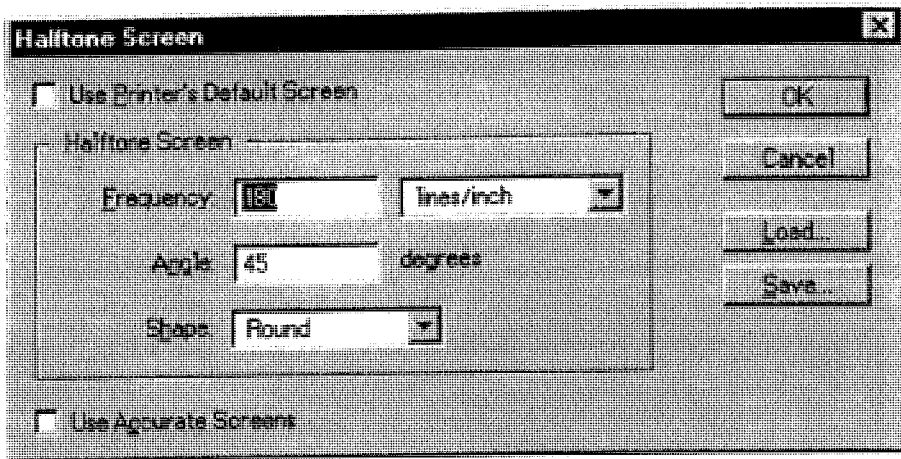 Halftone Screen
Use Printer's Default Screen
OK
Halftone Screen
Cancel
Frequency: lines/inch
Load...
Angle: 45 degrees
Save...
Shape: Round
Use Accurate Screens